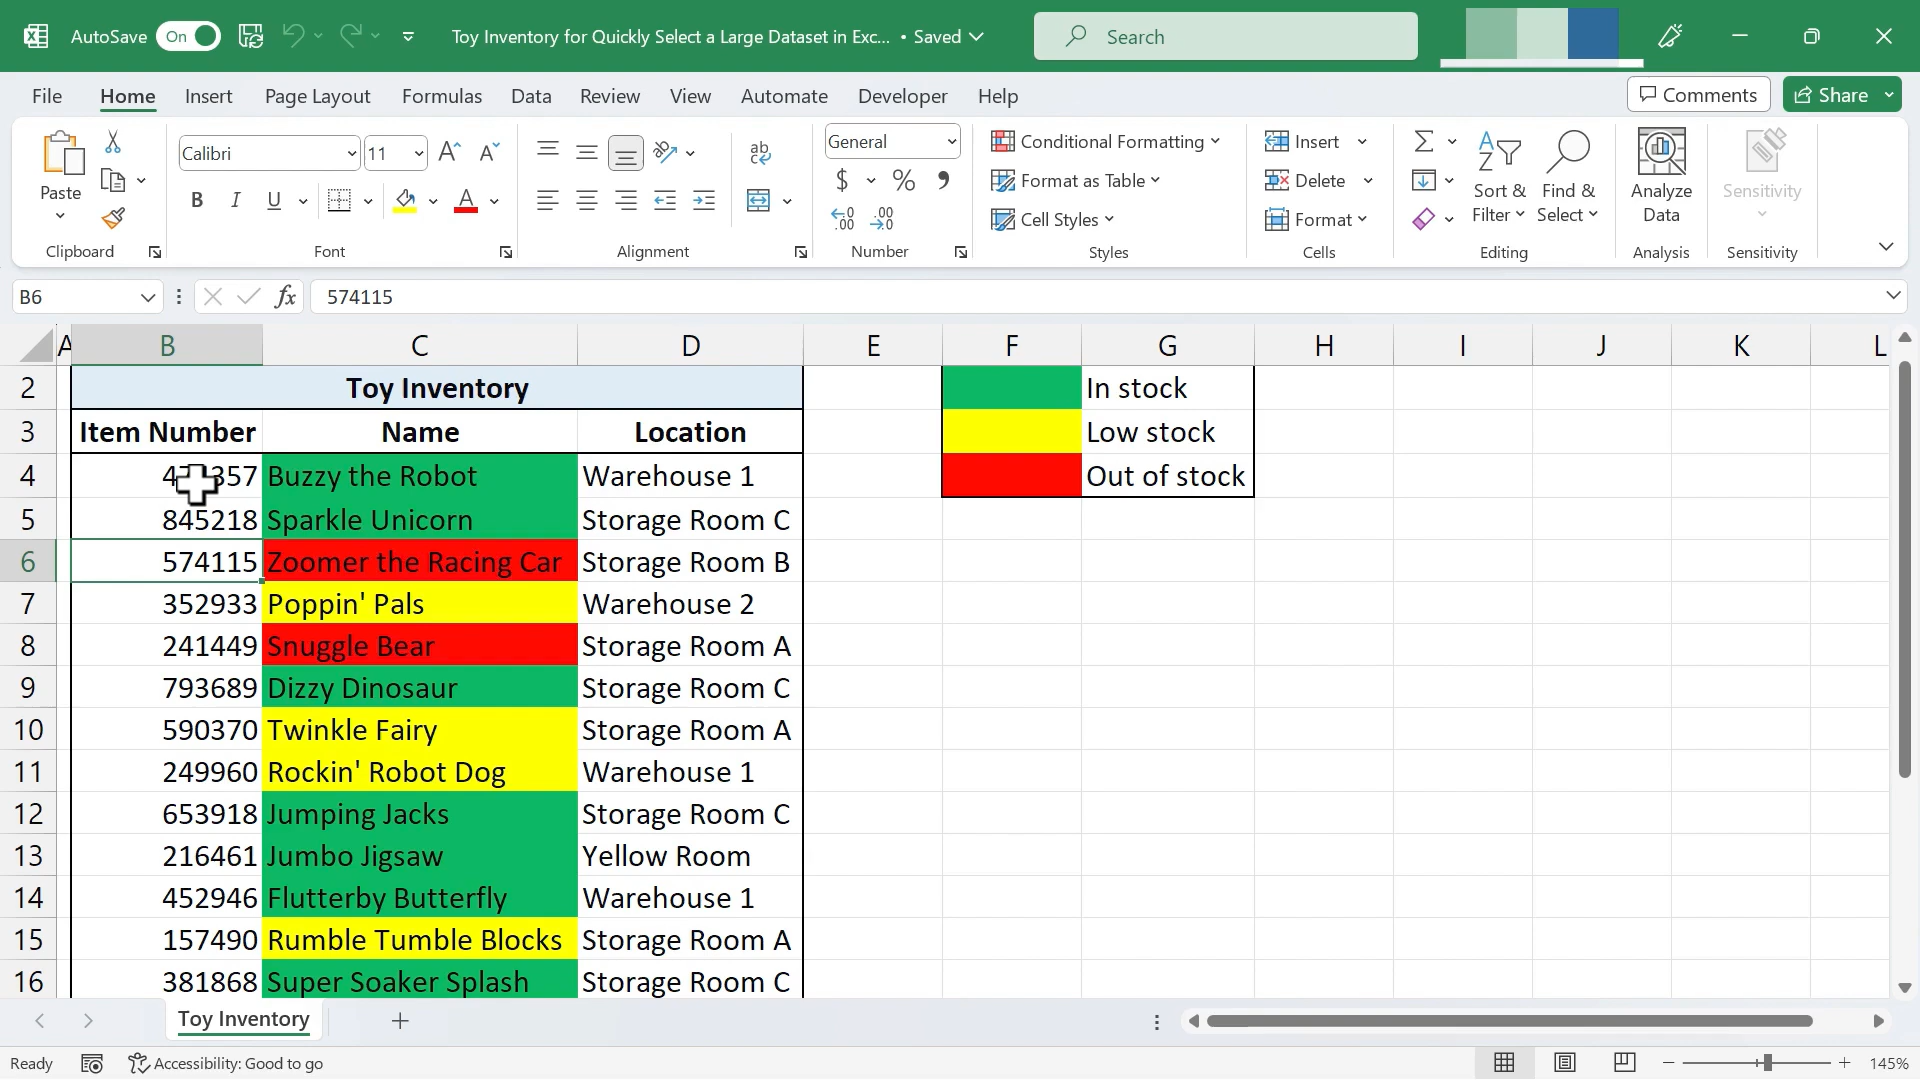 AutoSave On Toy Inventory for Quickly Select a Large Dataset in Exc... • Saved Search
File Home Insert Page Layout Formulas Data Review View Automate Developer Help Comments Share
Paste Calibri 11 General Conditional Formatting Format as Table Cell Styles Insert Delete Format Sort & Filter Find & Select Analyze Data Sensitivity
B I U A ab $ % 9
Clipboard Font Alignment Number Styles Cells Editing Analysis Sensitivity
B6 fx 574115
A B C D E F G H I J K L
2 Toy Inventory In stock
3 Item Number Name Location Low stock
4 Buzzy the Robot Warehouse 1 Out of stock
5 845218 Sparkle Unicorn Storage Room C
6 574115 Zoomer the Racing Car Storage Room B
7 352933 Poppin' Pals Warehouse 2
8 241449 Snuggle Bear Storage Room A
9 793689 Dizzy Dinosaur Storage Room C
10 590370 Twinkle Fairy Storage Room A
11 249960 Rockin' Robot Dog Warehouse 1
12 653918 Jumping Jacks Storage Room C
13 216461 Jumbo Jigsaw Yellow Room
14 452946 Flutterby Butterfly Warehouse 1
15 157490 Rumble Tumble Blocks Storage Room A
16 381868 Super Soaker Splash Storage Room C
Toy Inventory
Ready Accessibility: Good to go 145%